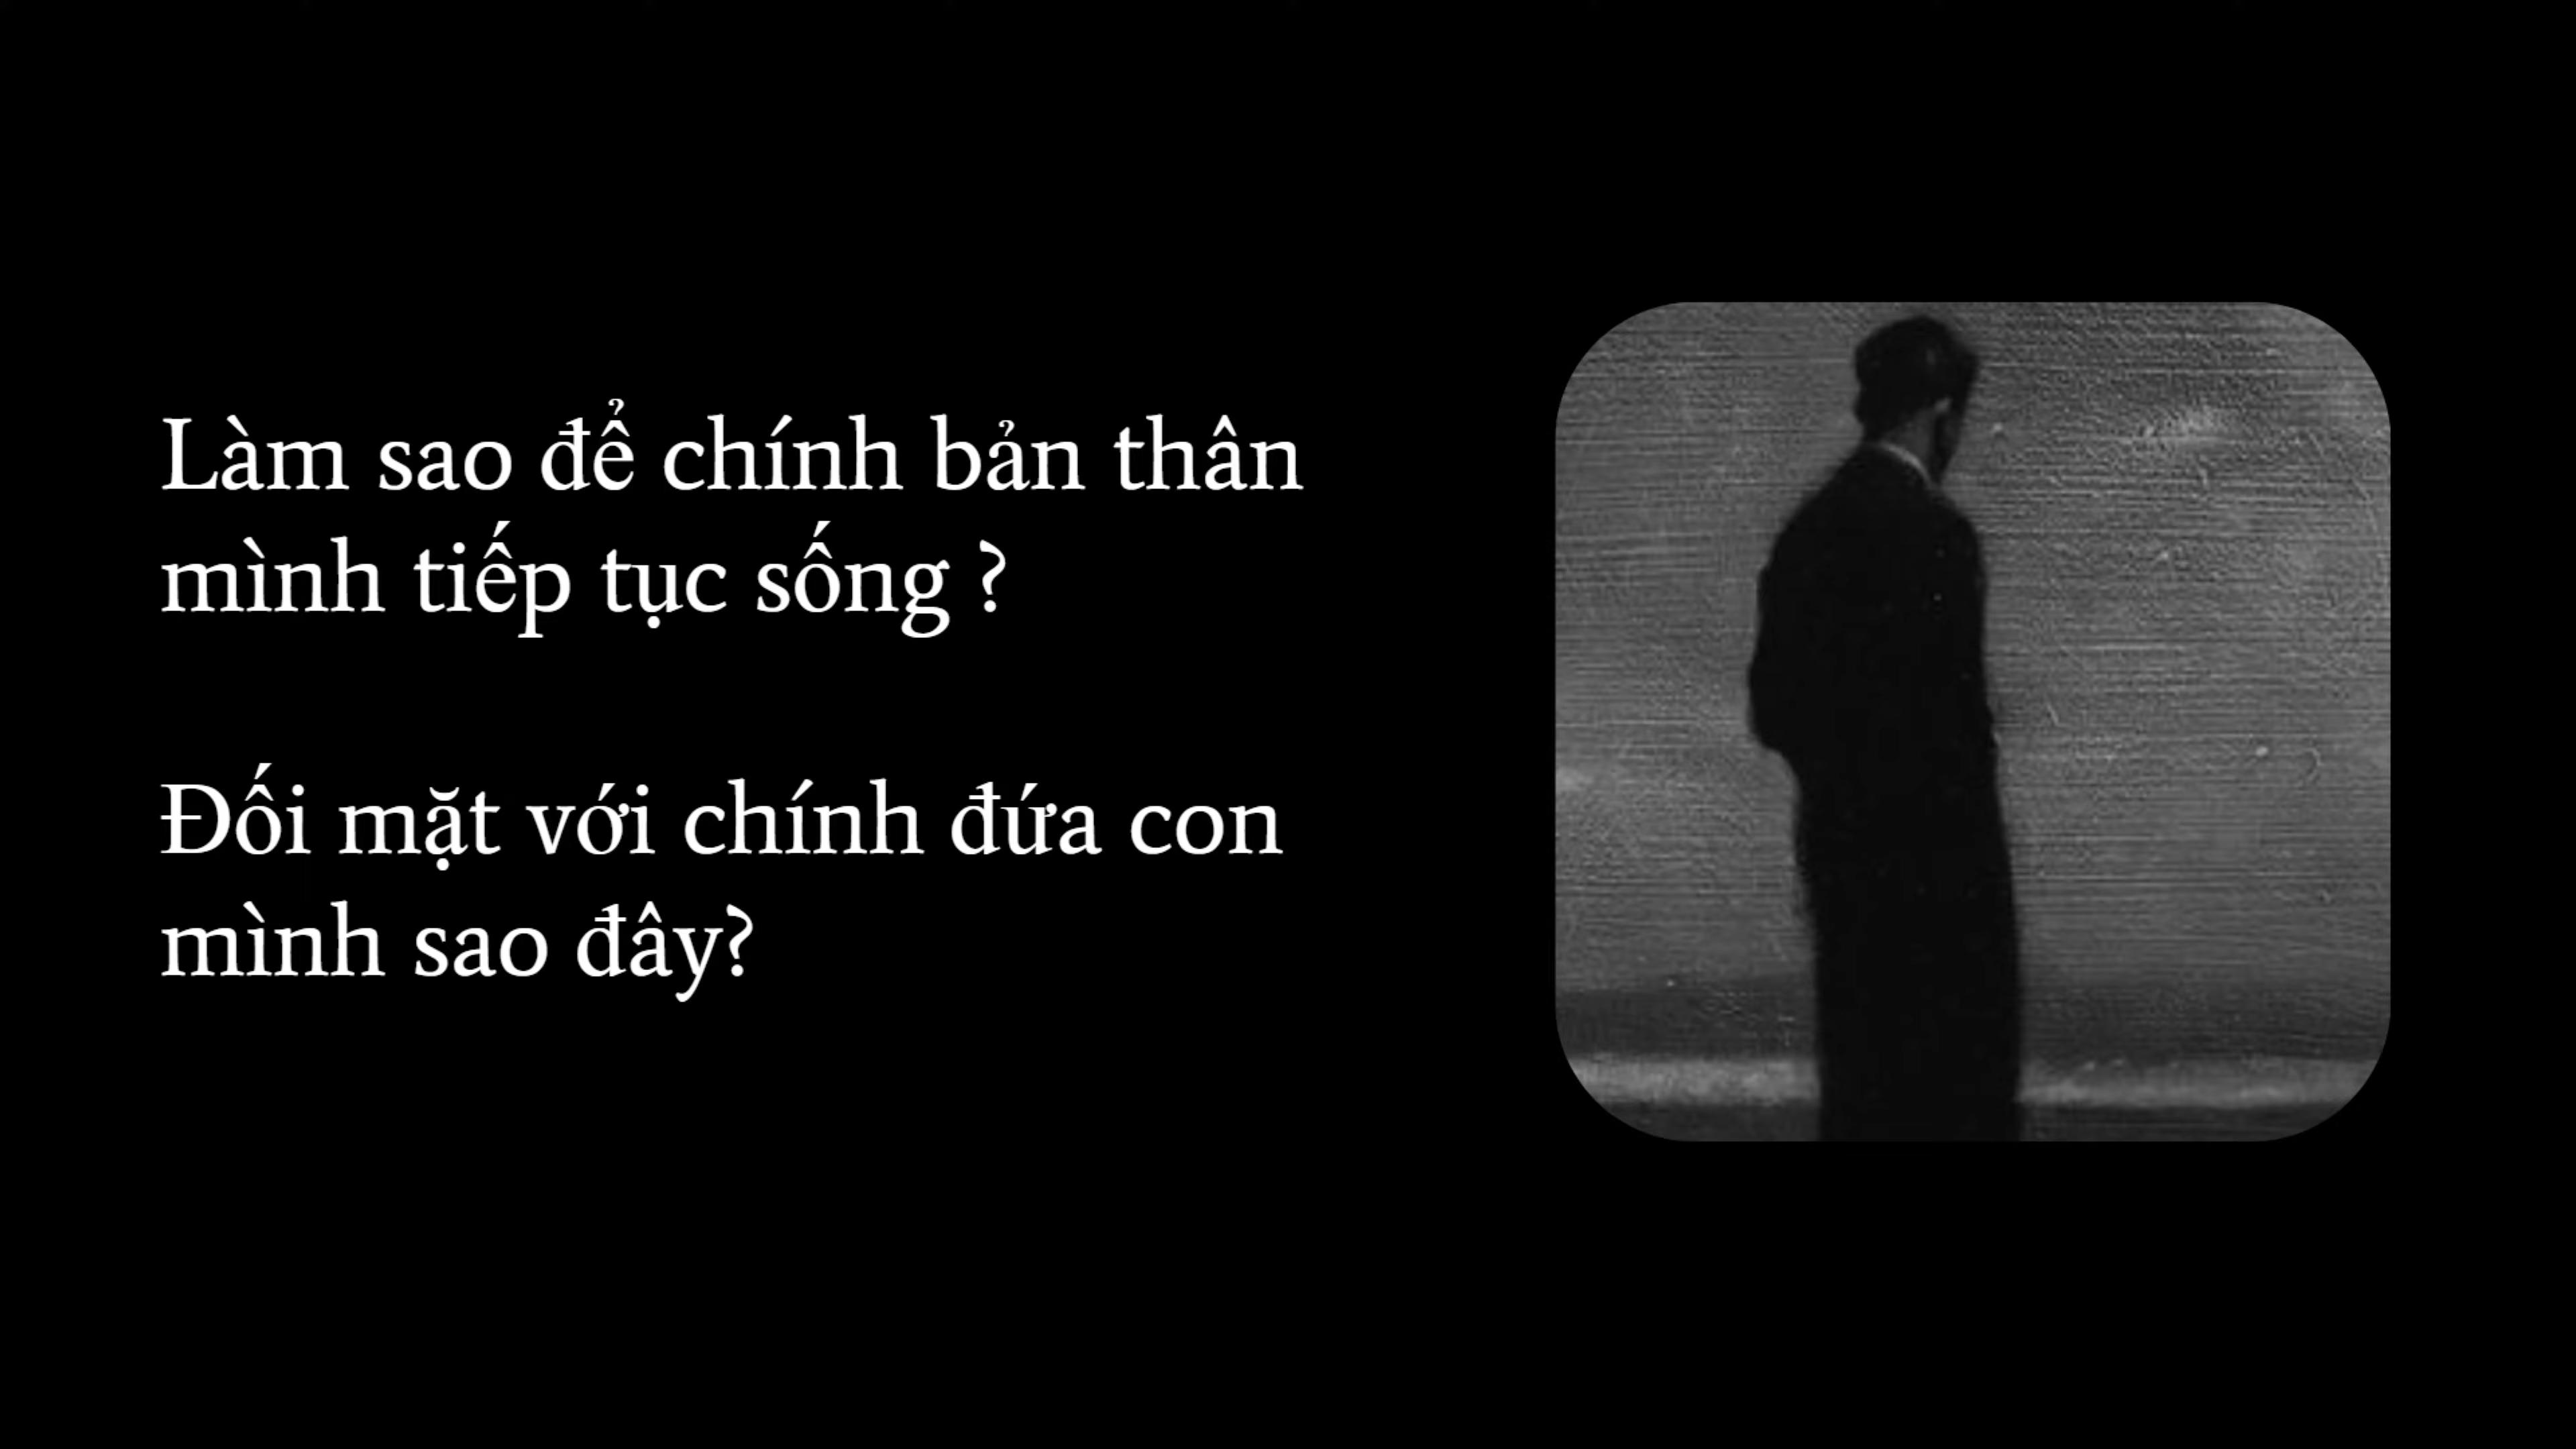 Làm sao để chính bản thân
mình tiếp tục sống ?
Đối mặt với chính đứa con
mình sao đây?